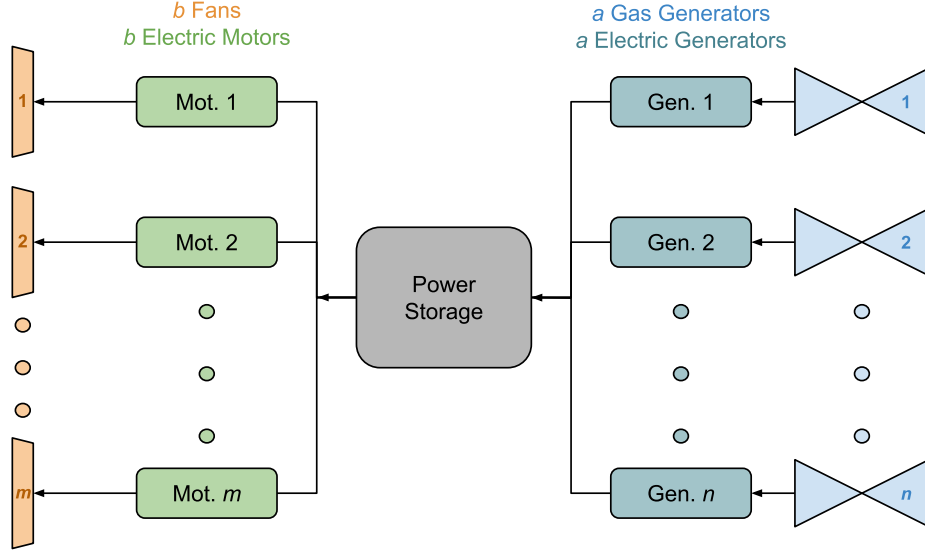 b Fans
b Electric Motors
a Gas Generators
a Electric Generators
1
Mot. 1
Gen. 1
1
2
Mot. 2
Gen. 2
2
Power
Storage
m
Mot. m
Gen. n
n